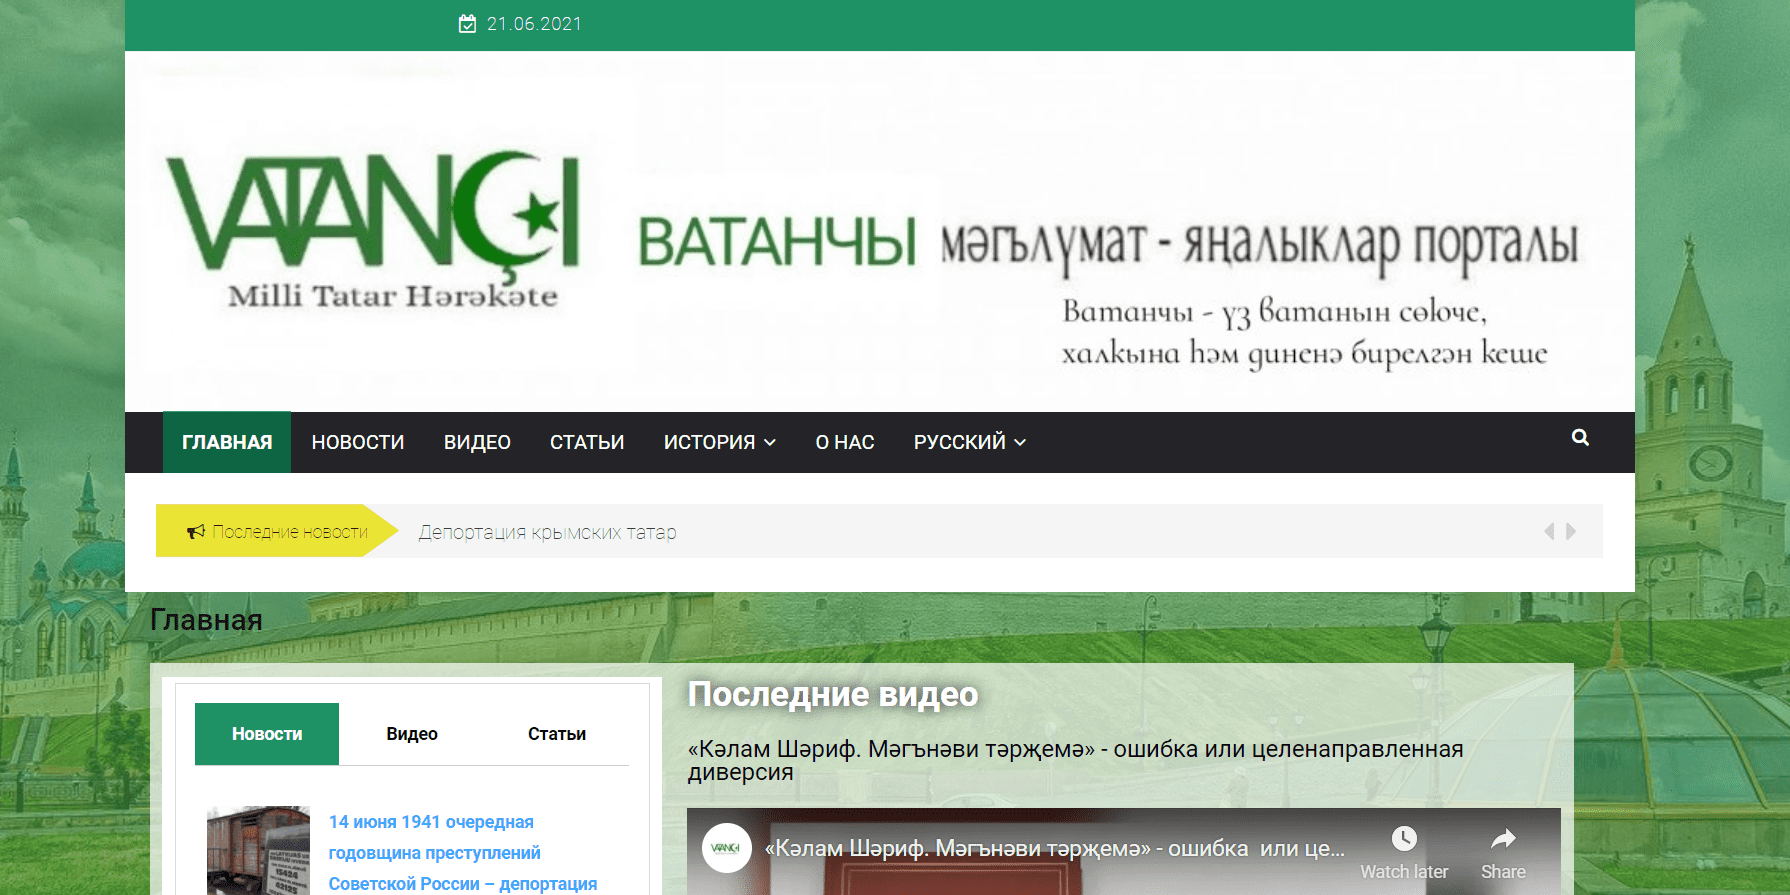 21.06.2021
VATANÇI
Milli Tatar Hərəkəte
ВАТАНЧЫ
мәгълүмат - яңалыклар порталы
Ватанчы - үз ватанын сөюче,
халкына һәм диненә бирелгән кеше
ГЛАВНАЯ НОВОСТИ ВИДЕО СТАТЬИ ИСТОРИЯ О НАС РУССКИЙ
Последние новости Депортация крымских татар
Главная
Новости Видео Статьи
14 июня 1941 очередная
годовщина преступлений
Советской России – депортация
Последние видео
«Кәлам Шәриф. Мәгънәви тәрҗемә» - ошибка или целенаправленная
диверсия
VATANÇI
«Кәлам Шәриф. Мәгънәви тәрҗемә» - ошибка или це...
Watch later Share